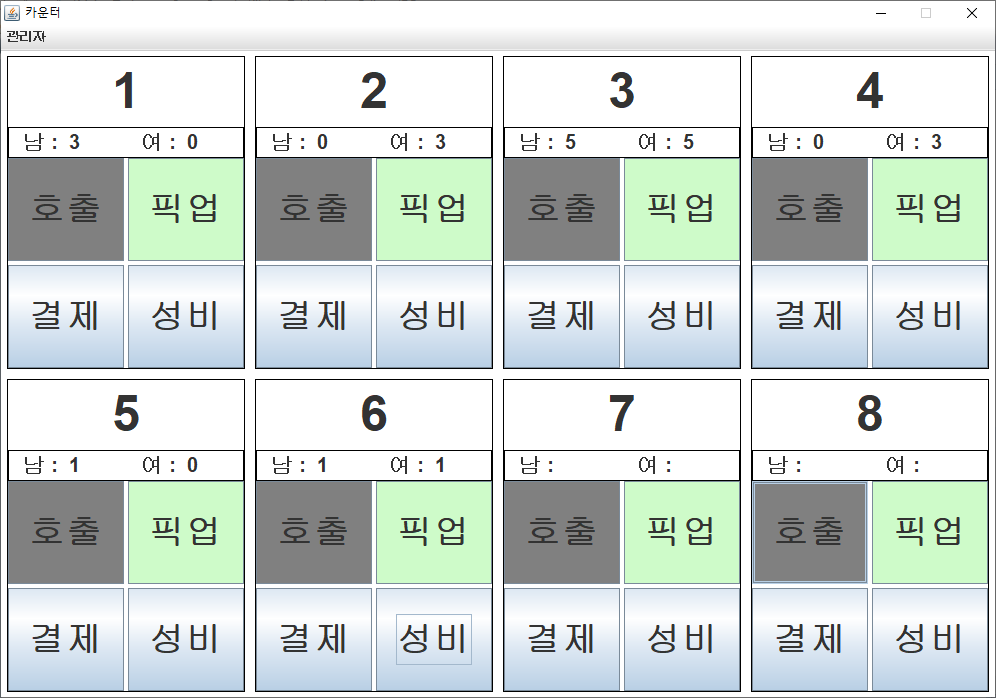 카운터
관리자
1 2 3 4
남 : 3 여 : 0 남 : 0 여 : 3 남 : 5 여 : 5 남 : 0 여 : 3
호출 픽업 호출 픽업 호출 픽업 호출 픽업
결제 성비 결제 성비 결제 성비 결제 성비
5 6 7 8
남 : 1 여 : 0 남 : 1 여 : 1 남 : 여 : 남 : 여 :
호출 픽업 호출 픽업 호출 픽업 호출 픽업
결제 성비 결제 성비 결제 성비 결제 성비